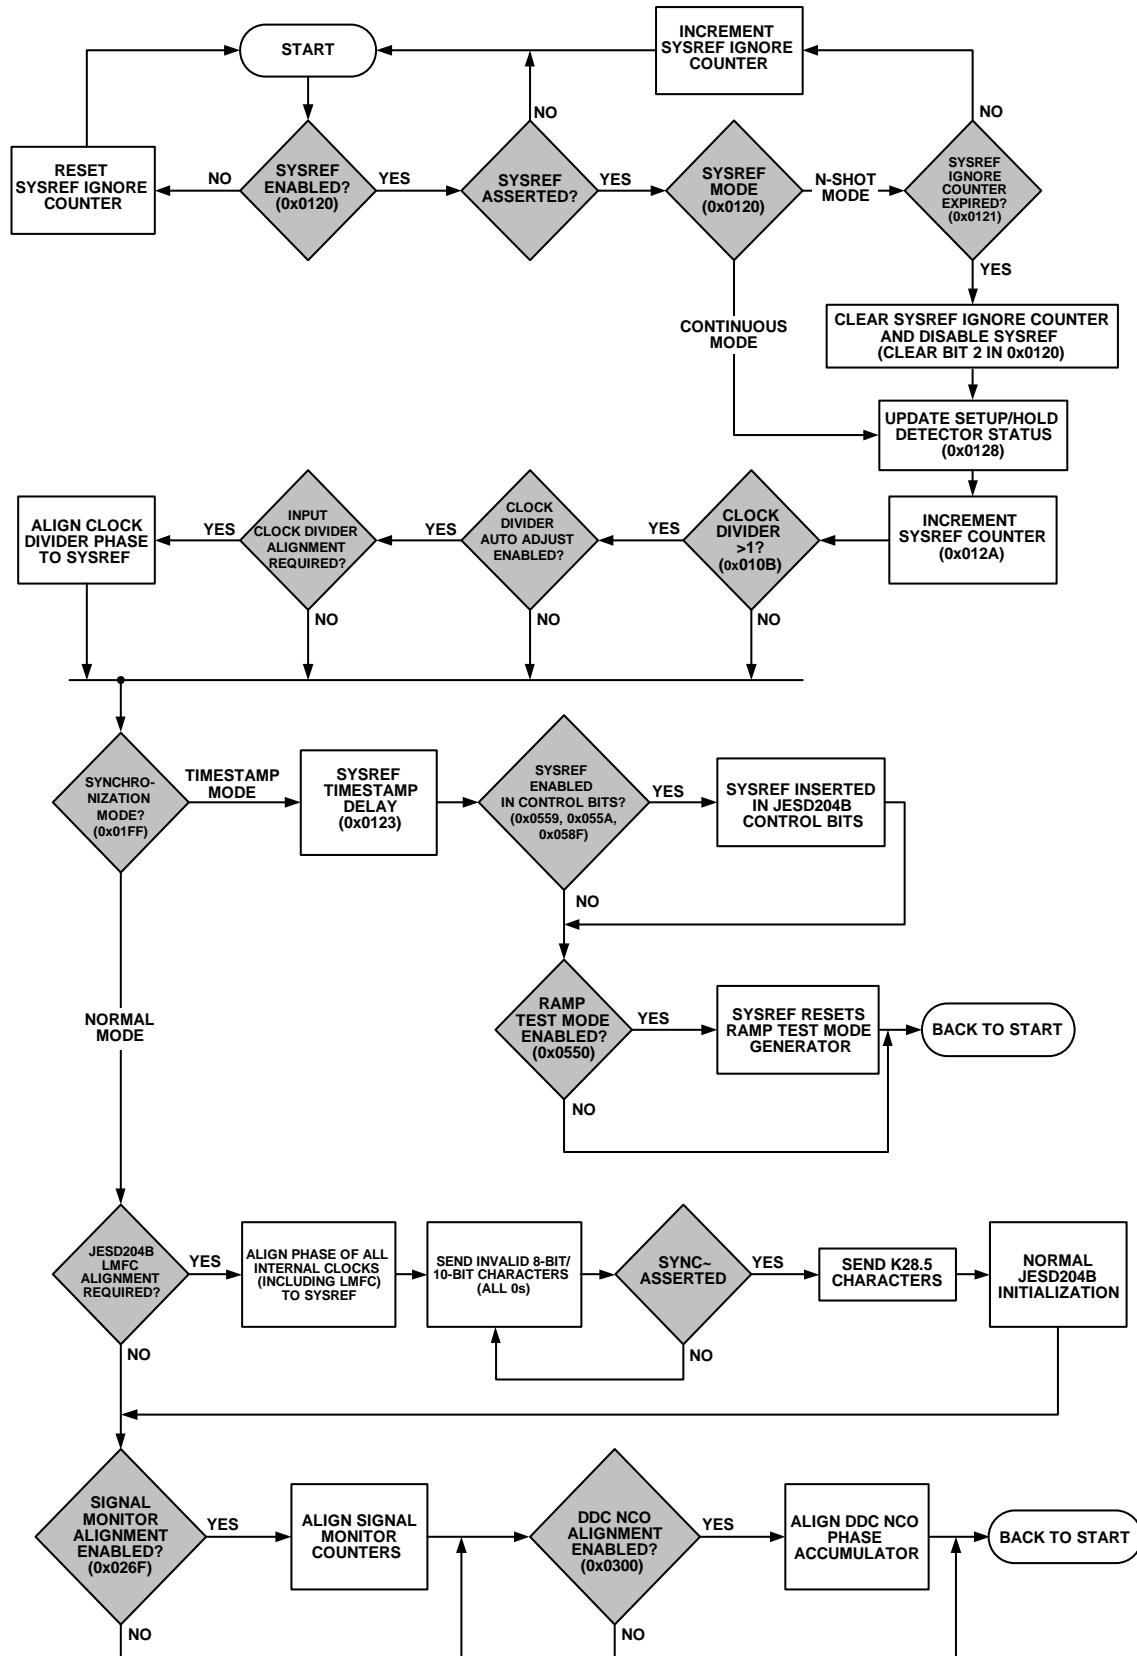 START
INCREMENT
SYSREF IGNORE
COUNTER
NO
NO
RESET
SYSREF IGNORE
COUNTER
NO
SYSREF
ENABLED?
(0x0120)
YES
SYSREF
ASSERTED?
YES
SYSREF
MODE
(0x0120)
N-SHOT
MODE
SYSREF
IGNORE
COUNTER
EXPIRED?
(0x0121)
YES
CONTINUOUS
MODE
CLEAR SYSREF IGNORE COUNTER
AND DISABLE SYSREF
(CLEAR BIT 2 IN 0x0120)
UPDATE SETUP/HOLD
DETECTOR STATUS
(0x0128)
ALIGN CLOCK
DIVIDER PHASE
TO SYSREF
YES
INPUT
CLOCK DIVIDER
ALIGNMENT
REQUIRED?
YES
CLOCK
DIVIDER
AUTO ADJUST
ENABLED?
YES
CLOCK
DIVIDER
>1?
(0x010B)
INCREMENT
SYSREF COUNTER
(0x012A)
NO
NO
NO
SYNCHRO-
NIZATION
MODE?
(0x01FF)
TIMESTAMP
MODE
SYSREF
TIMESTAMP
DELAY
(0x0123)
SYSREF
ENABLED
IN CONTROL BITS?
(0x0559, 0x055A,
0x058F)
YES
SYSREF INSERTED
IN JESD204B
CONTROL BITS
NO
NORMAL
MODE
RAMP
TEST MODE
ENABLED?
(0x0550)
YES
SYSREF RESETS
RAMP TEST MODE
GENERATOR
BACK TO START
NO
JESD204B
LMFC
ALIGNMENT
REQUIRED?
YES
ALIGN PHASE OF ALL
INTERNAL CLOCKS
(INCLUDING LMFC)
TO SYSREF
SEND INVALID 8-BIT/
10-BIT CHARACTERS
(ALL 0s)
SYNC~
ASSERTED
YES
SEND K28.5
CHARACTERS
NORMAL
JESD204B
INITIALIZATION
NO
NO
SIGNAL
MONITOR
ALIGNMENT
ENABLED?
(0x026F)
YES
ALIGN SIGNAL
MONITOR
COUNTERS
DDC NCO
ALIGNMENT
ENABLED?
(0x0300)
YES
ALIGN DDC NCO
PHASE
ACCUMULATOR
BACK TO START
NO
NO